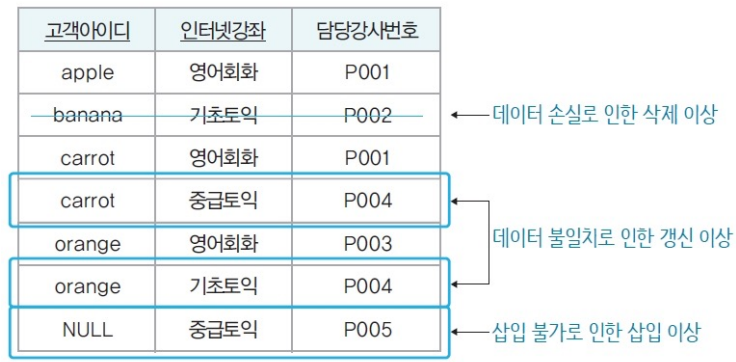 고객아이디 인터넷강좌 담당강사번호
apple 영어회화 P001
banana 기초토익 P002 데이터 손실로 인한 삭제 이상
carrot 영어회화 P001
carrot 중급토익 P004
데이터 불일치로 인한 갱신 이상
orange 영어회화 P003
orange 기초토익 P004
NULL 중급토익 P005 삽입 불가로 인한 삽입 이상